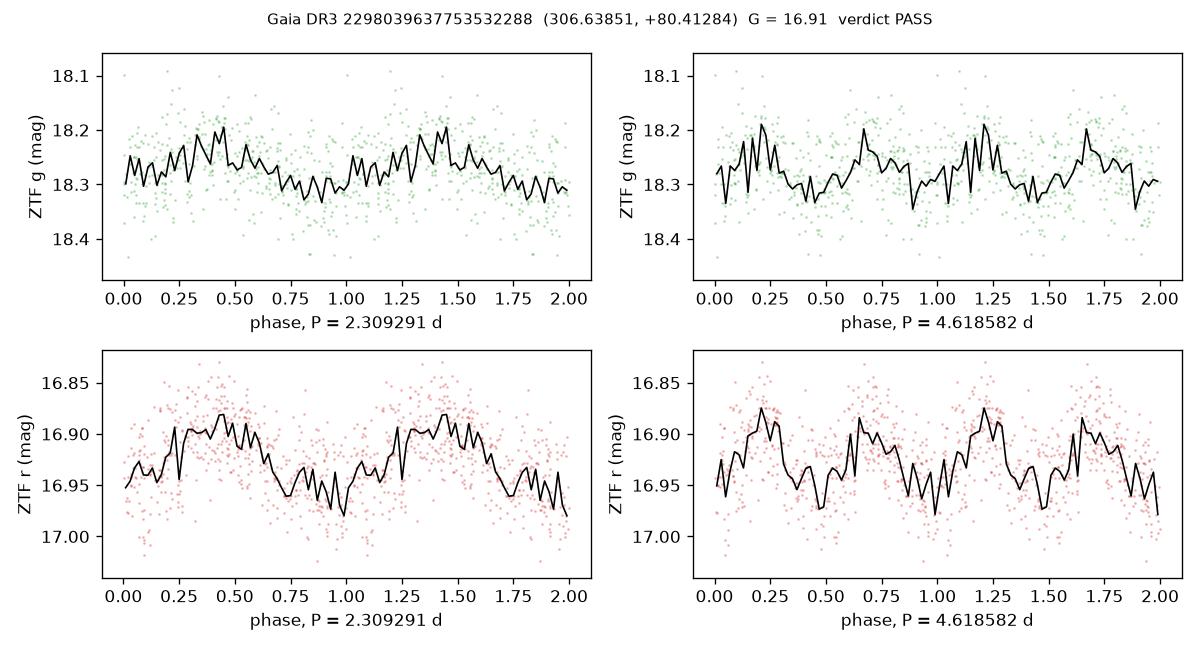 Gaia DR3 2298039637753532288 (306.63851, +80.41284) G = 16.91 verdict PASS
ZTF g (mag)
18.1
18.2
18.3
18.4
0.00 0.25 0.50 0.75 1.00 1.25 1.50 1.75 2.00
phase, P = 2.309291 d
ZTF g (mag)
18.1
18.2
18.3
18.4
0.00 0.25 0.50 0.75 1.00 1.25 1.50 1.75 2.00
phase, P = 4.618582 d
ZTF r (mag)
16.85
16.90
16.95
17.00
0.00 0.25 0.50 0.75 1.00 1.25 1.50 1.75 2.00
phase, P = 2.309291 d
ZTF r (mag)
16.85
16.90
16.95
17.00
0.00 0.25 0.50 0.75 1.00 1.25 1.50 1.75 2.00
phase, P = 4.618582 d